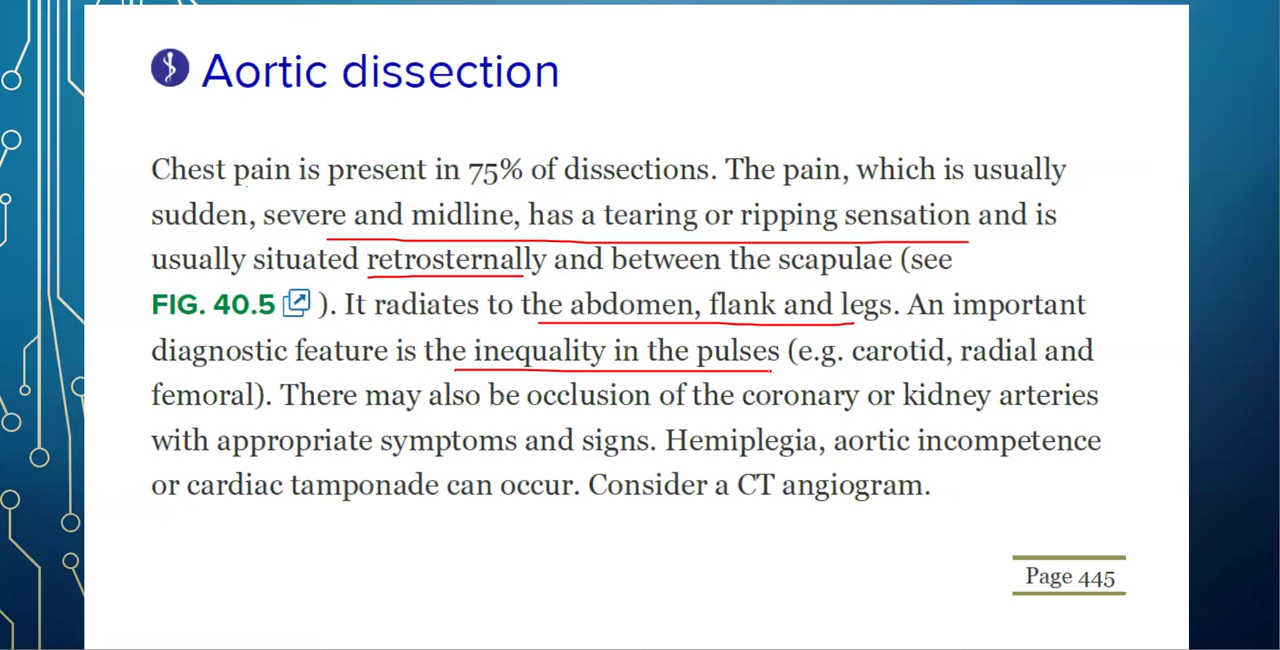 Aortic dissection
Chest pain is present in 75% of dissections. The pain, which is usually
sudden, severe and midline, has a tearing or ripping sensation and is
usually situated retrosternally and between the scapulae (see
FIG. 40.5 ). It radiates to the abdomen, flank and legs. An important
diagnostic feature is the inequality in the pulses (e.g. carotid, radial and
femoral). There may also be occlusion of the coronary or kidney arteries
with appropriate symptoms and signs. Hemiplegia, aortic incompetence
or cardiac tamponade can occur. Consider a CT angiogram.
Page 445